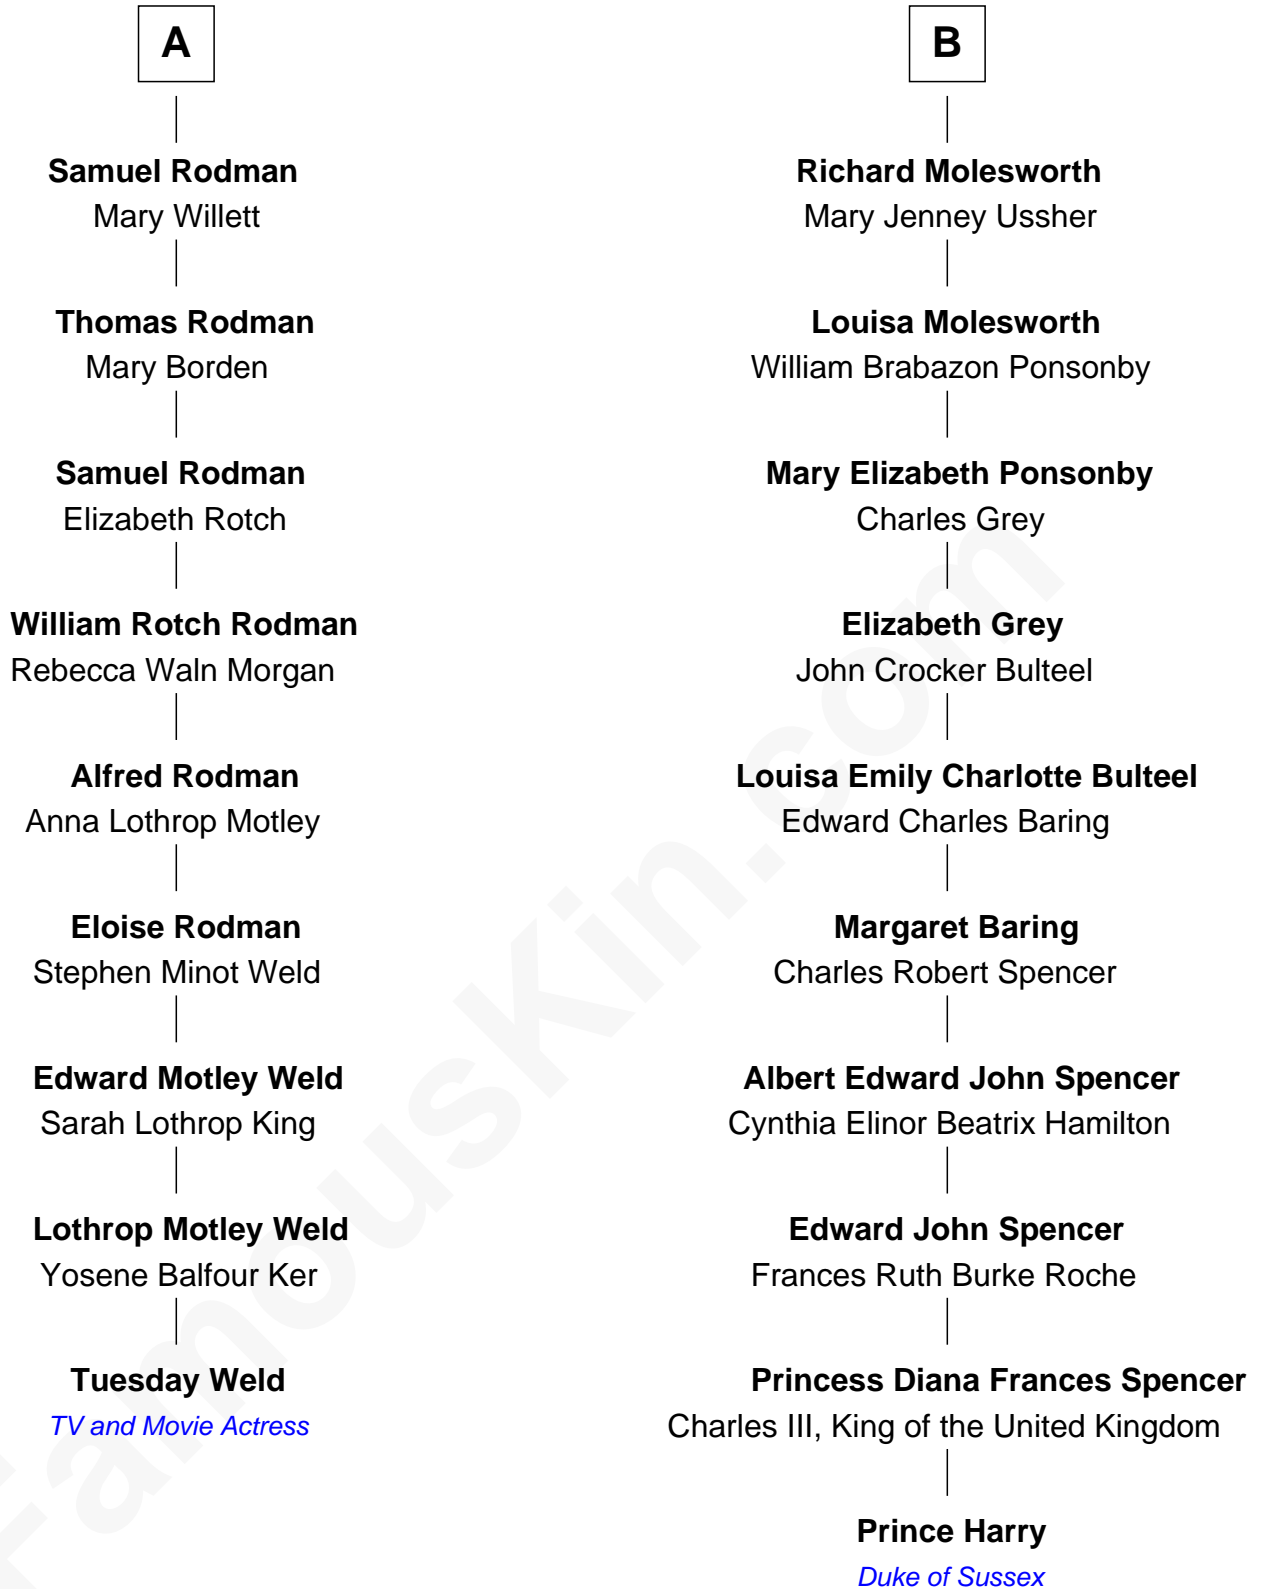 A
Samuel Rodman
Mary Willett
Thomas Rodman
Mary Borden
Samuel Rodman
Elizabeth Rotch
William Rotch Rodman
Rebecca Waln Morgan
Alfred Rodman
Anna Lothrop Motley
Eloise Rodman
Stephen Minot Weld
Edward Motley Weld
Sarah Lothrop King
Lothrop Motley Weld
Yosene Balfour Ker
Tuesday Weld
TV and Movie Actress
B
Richard Molesworth
Mary Jenney Ussher
Louisa Molesworth
William Brabazon Ponsonby
Mary Elizabeth Ponsonby
Charles Grey
Elizabeth Grey
John Crocker Bulteel
Louisa Emily Charlotte Bulteel
Edward Charles Baring
Margaret Baring
Charles Robert Spencer
Albert Edward John Spencer
Cynthia Elinor Beatrix Hamilton
Edward John Spencer
Frances Ruth Burke Roche
Princess Diana Frances Spencer
Charles III, King of the United Kingdom
Prince Harry
Duke of Sussex
FamousKin.com